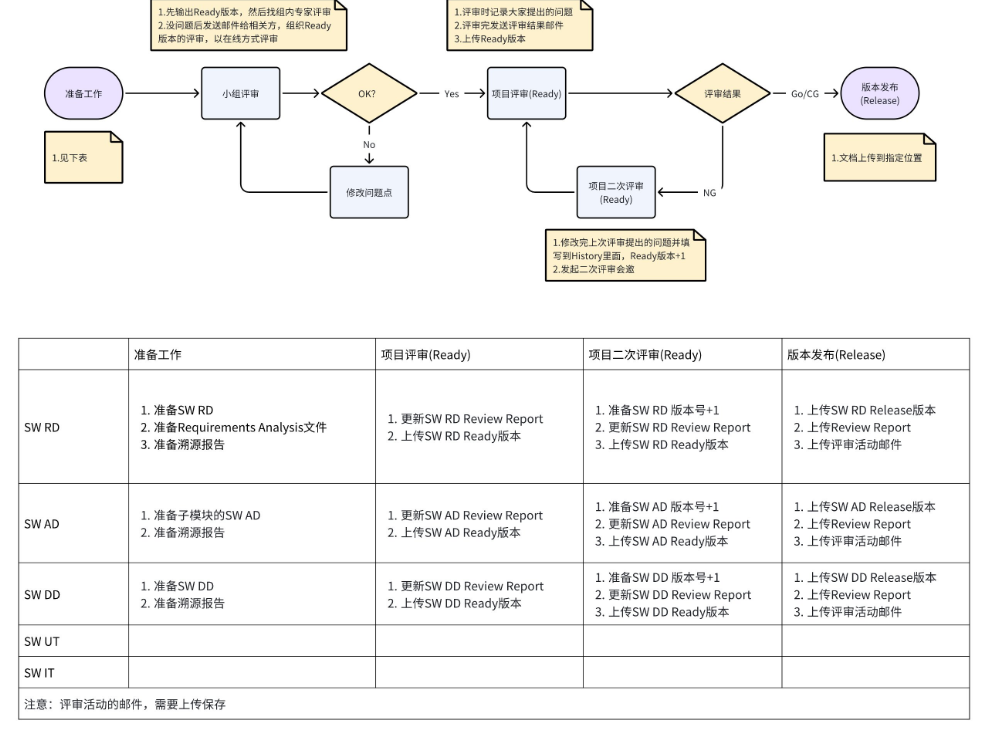 1.先输出Ready版本，然后找组内专家评审
2.没问题后发送邮件给相关方，组织Ready
版本的评审，以在线方式评审
1.评审时记录大家提出的问题
2.评审完发送评审结果邮件
3.上传Ready版本
准备工作
小组评审
OK?
Yes
项目评审(Ready)
评审结果
Go/CG
版本发布
(Release)
1.见下表
No
修改问题点
项目二次评审
(Ready)
NG
1.文档上传到指定位置
1.修改完上次评审提出的问题并填
写到History里面，Ready版本+1
2.发起二次评审会邀
准备工作
项目评审(Ready)
项目二次评审(Ready)
版本发布(Release)
SW RD
1. 准备SW RD
2. 准备Requirements Analysis文件
3. 准备溯源报告
1. 更新SW RD Review Report
2. 上传SW RD Ready版本
1. 准备SW RD 版本号+1
2. 更新SW RD Review Report
3. 上传SW RD Ready版本
1. 上传SW RD Release版本
2. 上传Review Report
3. 上传评审活动邮件
SW AD
1. 准备子模块的SW AD
2. 准备溯源报告
1. 更新SW AD Review Report
2. 上传SW AD Ready版本
1. 准备SW AD 版本号+1
2. 更新SW AD Review Report
3. 上传SW AD Ready版本
1. 上传SW AD Release版本
2. 上传Review Report
3. 上传评审活动邮件
SW DD
1. 准备SW DD
2. 准备溯源报告
1. 更新SW DD Review Report
2. 上传SW DD Ready版本
1. 准备SW DD 版本号+1
2. 更新SW DD Review Report
3. 上传SW DD Ready版本
1. 上传SW DD Release版本
2. 上传Review Report
3. 上传评审活动邮件
SW UT
SW IT
注意：评审活动的邮件，需要上传保存